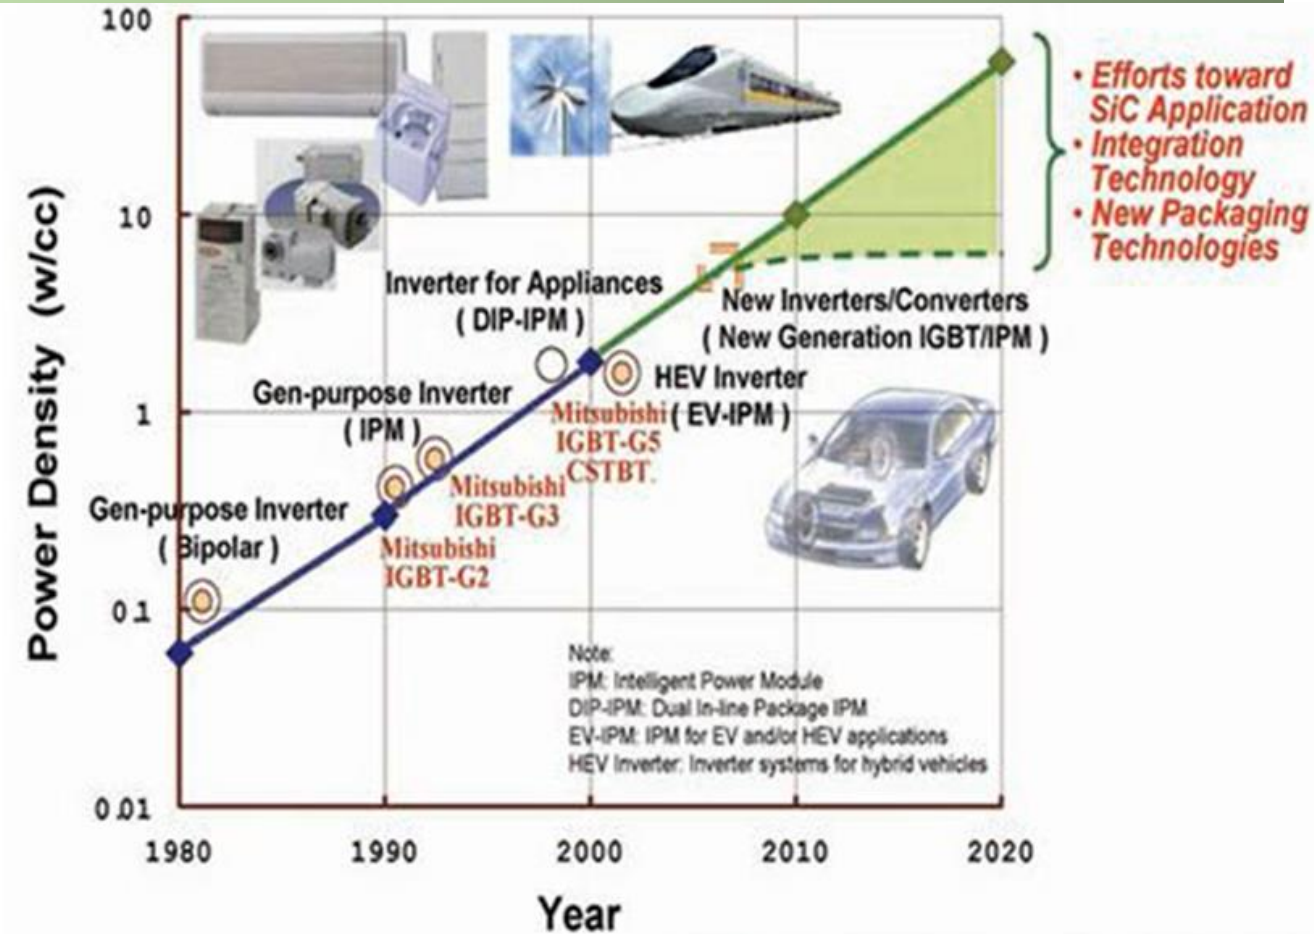 100
10
1
0.1
0.01
Power Density (w/cc)
1980
1990
2000
2010
2020
Year
Gen-purpose Inverter
( Bipolar )
Gen-purpose Inverter
( IPM )
Inverter for Appliances
( DIP-IPM )
Mitsubishi
IGBT-G2
Mitsubishi
IGBT-G3
Mitsubishi
IGBT-G5
CSTBT.
HEV Inverter
( EV-IPM )
New Inverters/Converters
( New Generation IGBT/IPM )
• Efforts toward
SiC Application
• Integration
Technology
• New Packaging
Technologies
Note:
IPM: Intelligent Power Module
DIP-IPM: Dual In-line Package IPM
EV-IPM: IPM for EV and/or HEV applications
HEV Inverter: Inverter systems for hybrid vehicles